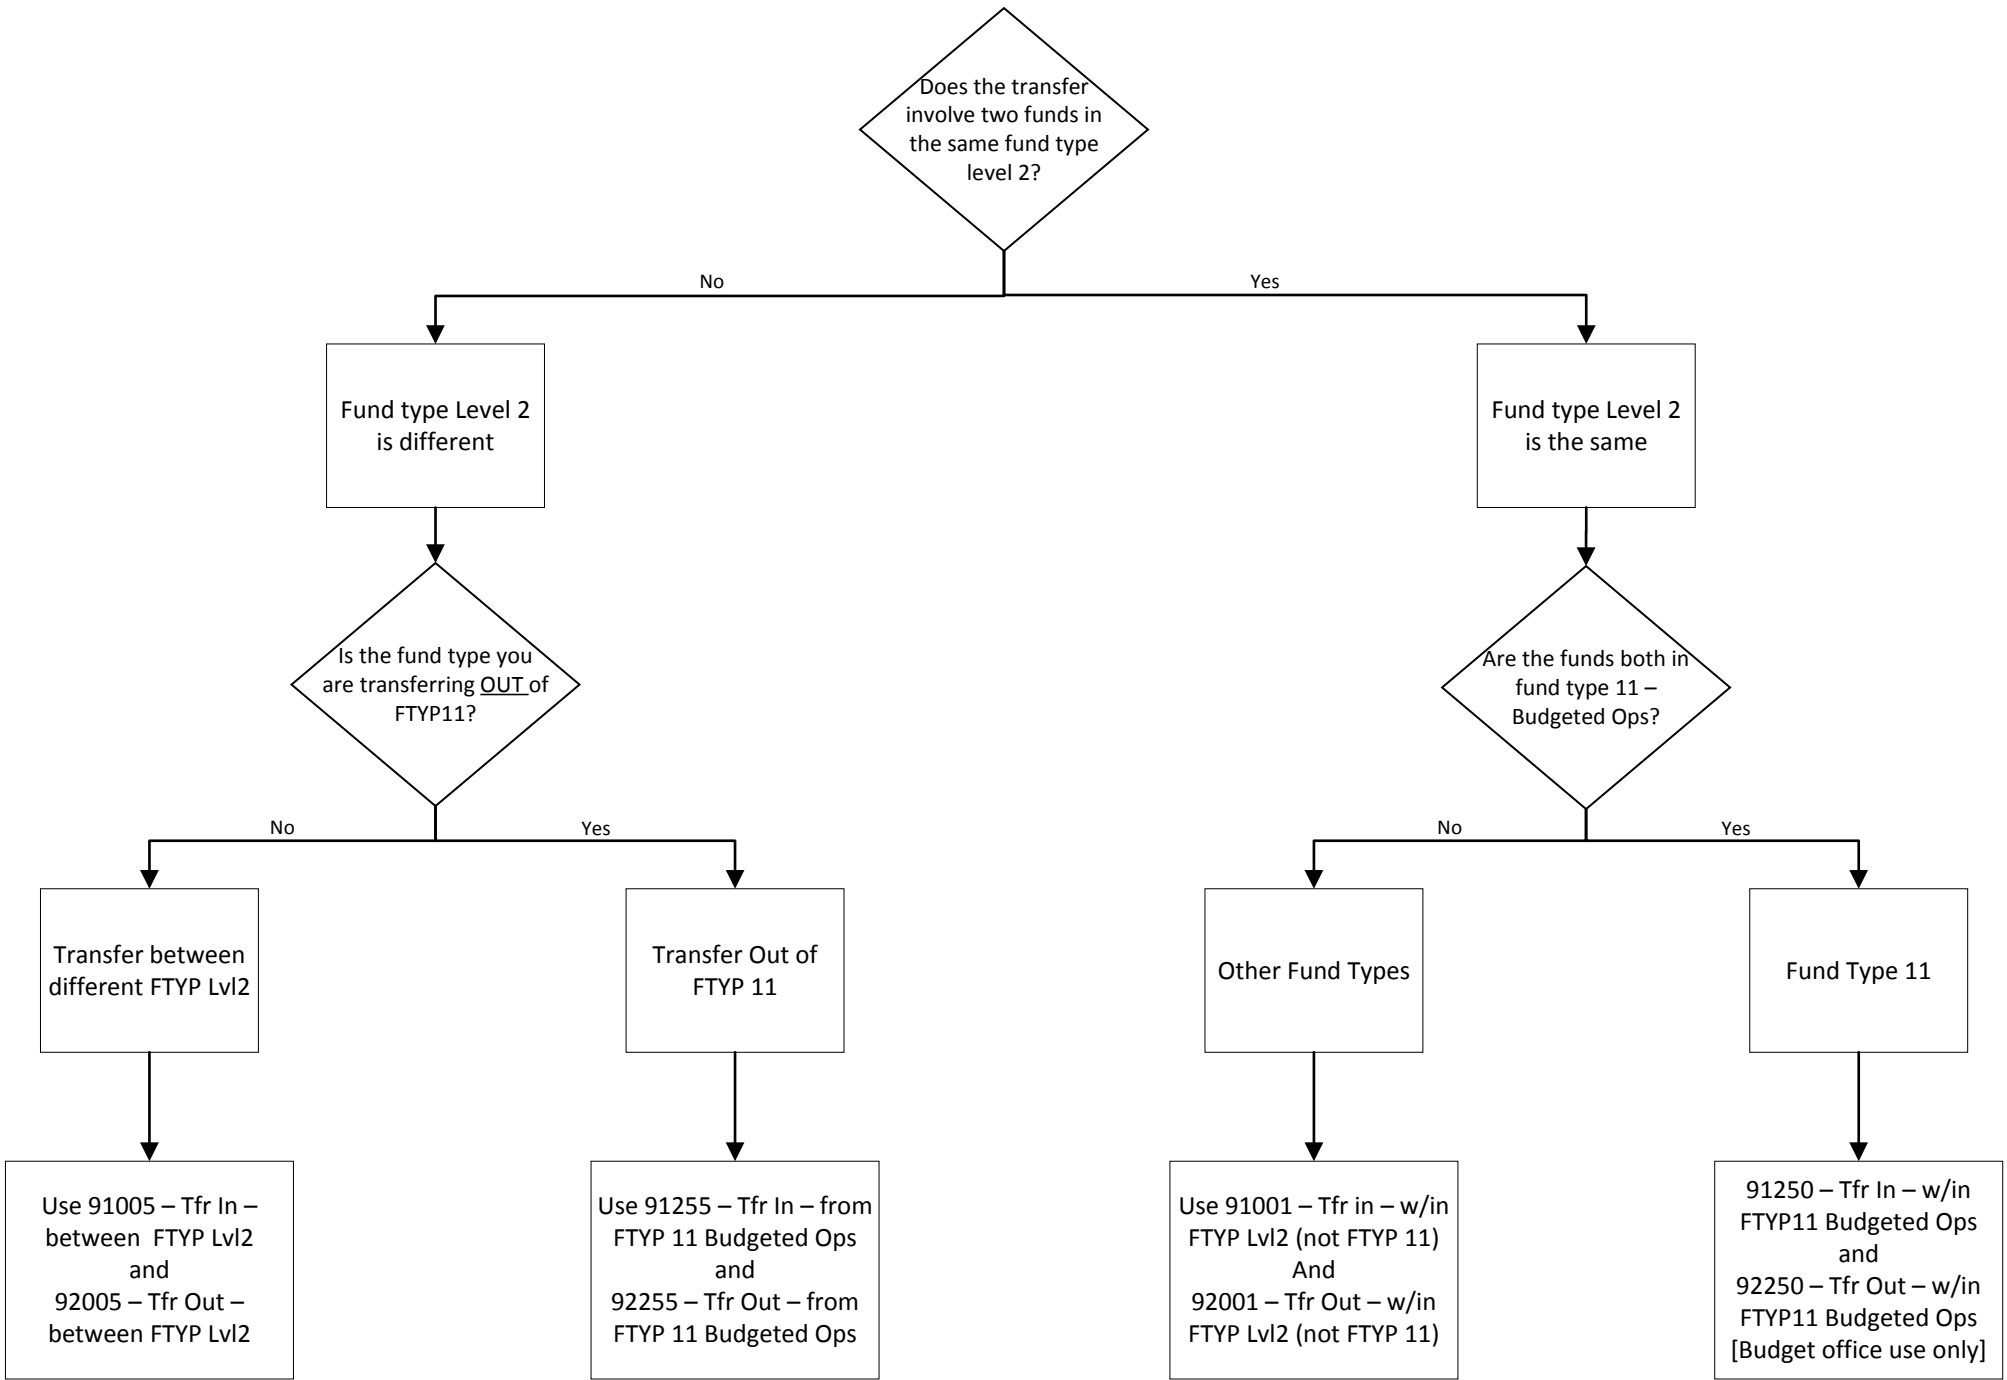 Does the transfer
involve two funds in
the same fund type
level 2?
No
Yes
Fund type Level 2
is different
Fund type Level 2
is the same
Is the fund type you
are transferring OUT of
FTYP11?
Are the funds both in
fund type 11 –
Budgeted Ops?
No
Yes
No
Yes
Transfer between
different FTYP Lvl2
Transfer Out of
FTYP 11
Other Fund Types
Fund Type 11
Use 91005 – Tfr In –
between FTYP Lvl2
and
92005 – Tfr Out –
between FTYP Lvl2
Use 91255 – Tfr In – from
FTYP 11 Budgeted Ops
and
92255 – Tfr Out – from
FTYP 11 Budgeted Ops
Use 91001 – Tfr in – w/in
FTYP Lvl2 (not FTYP 11)
And
92001 – Tfr Out – w/in
FTYP Lvl2 (not FTYP 11)
91250 – Tfr In – w/in
FTYP11 Budgeted Ops
and
92250 – Tfr Out – w/in
FTYP11 Budgeted Ops
[Budget office use only]